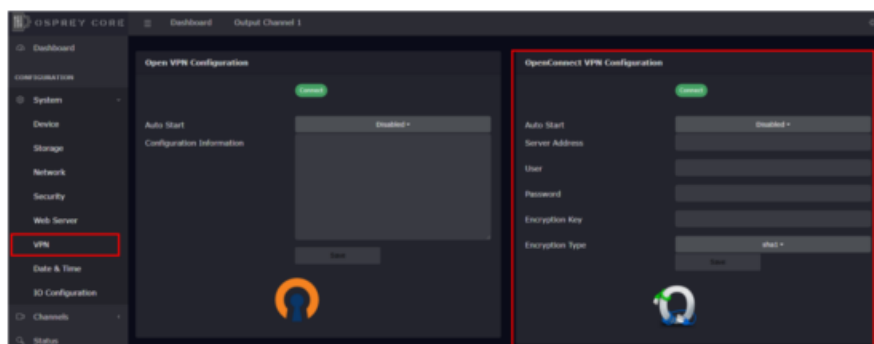 OSPREY CORE
Dashboard Output Channel 1
Dashboard
CONFIGURATION
System
Device
Storage
Network
Security
Web Server
VPN
Date & Time
IO Configuration
Channels
Status
Open VPN Configuration
Connect
Auto Start Disabled
Configuration Information
Save
OpenConnect VPN Configuration
Connect
Auto Start Disabled
Server Address
User
Password
Encryption Key
Encryption Type
Save